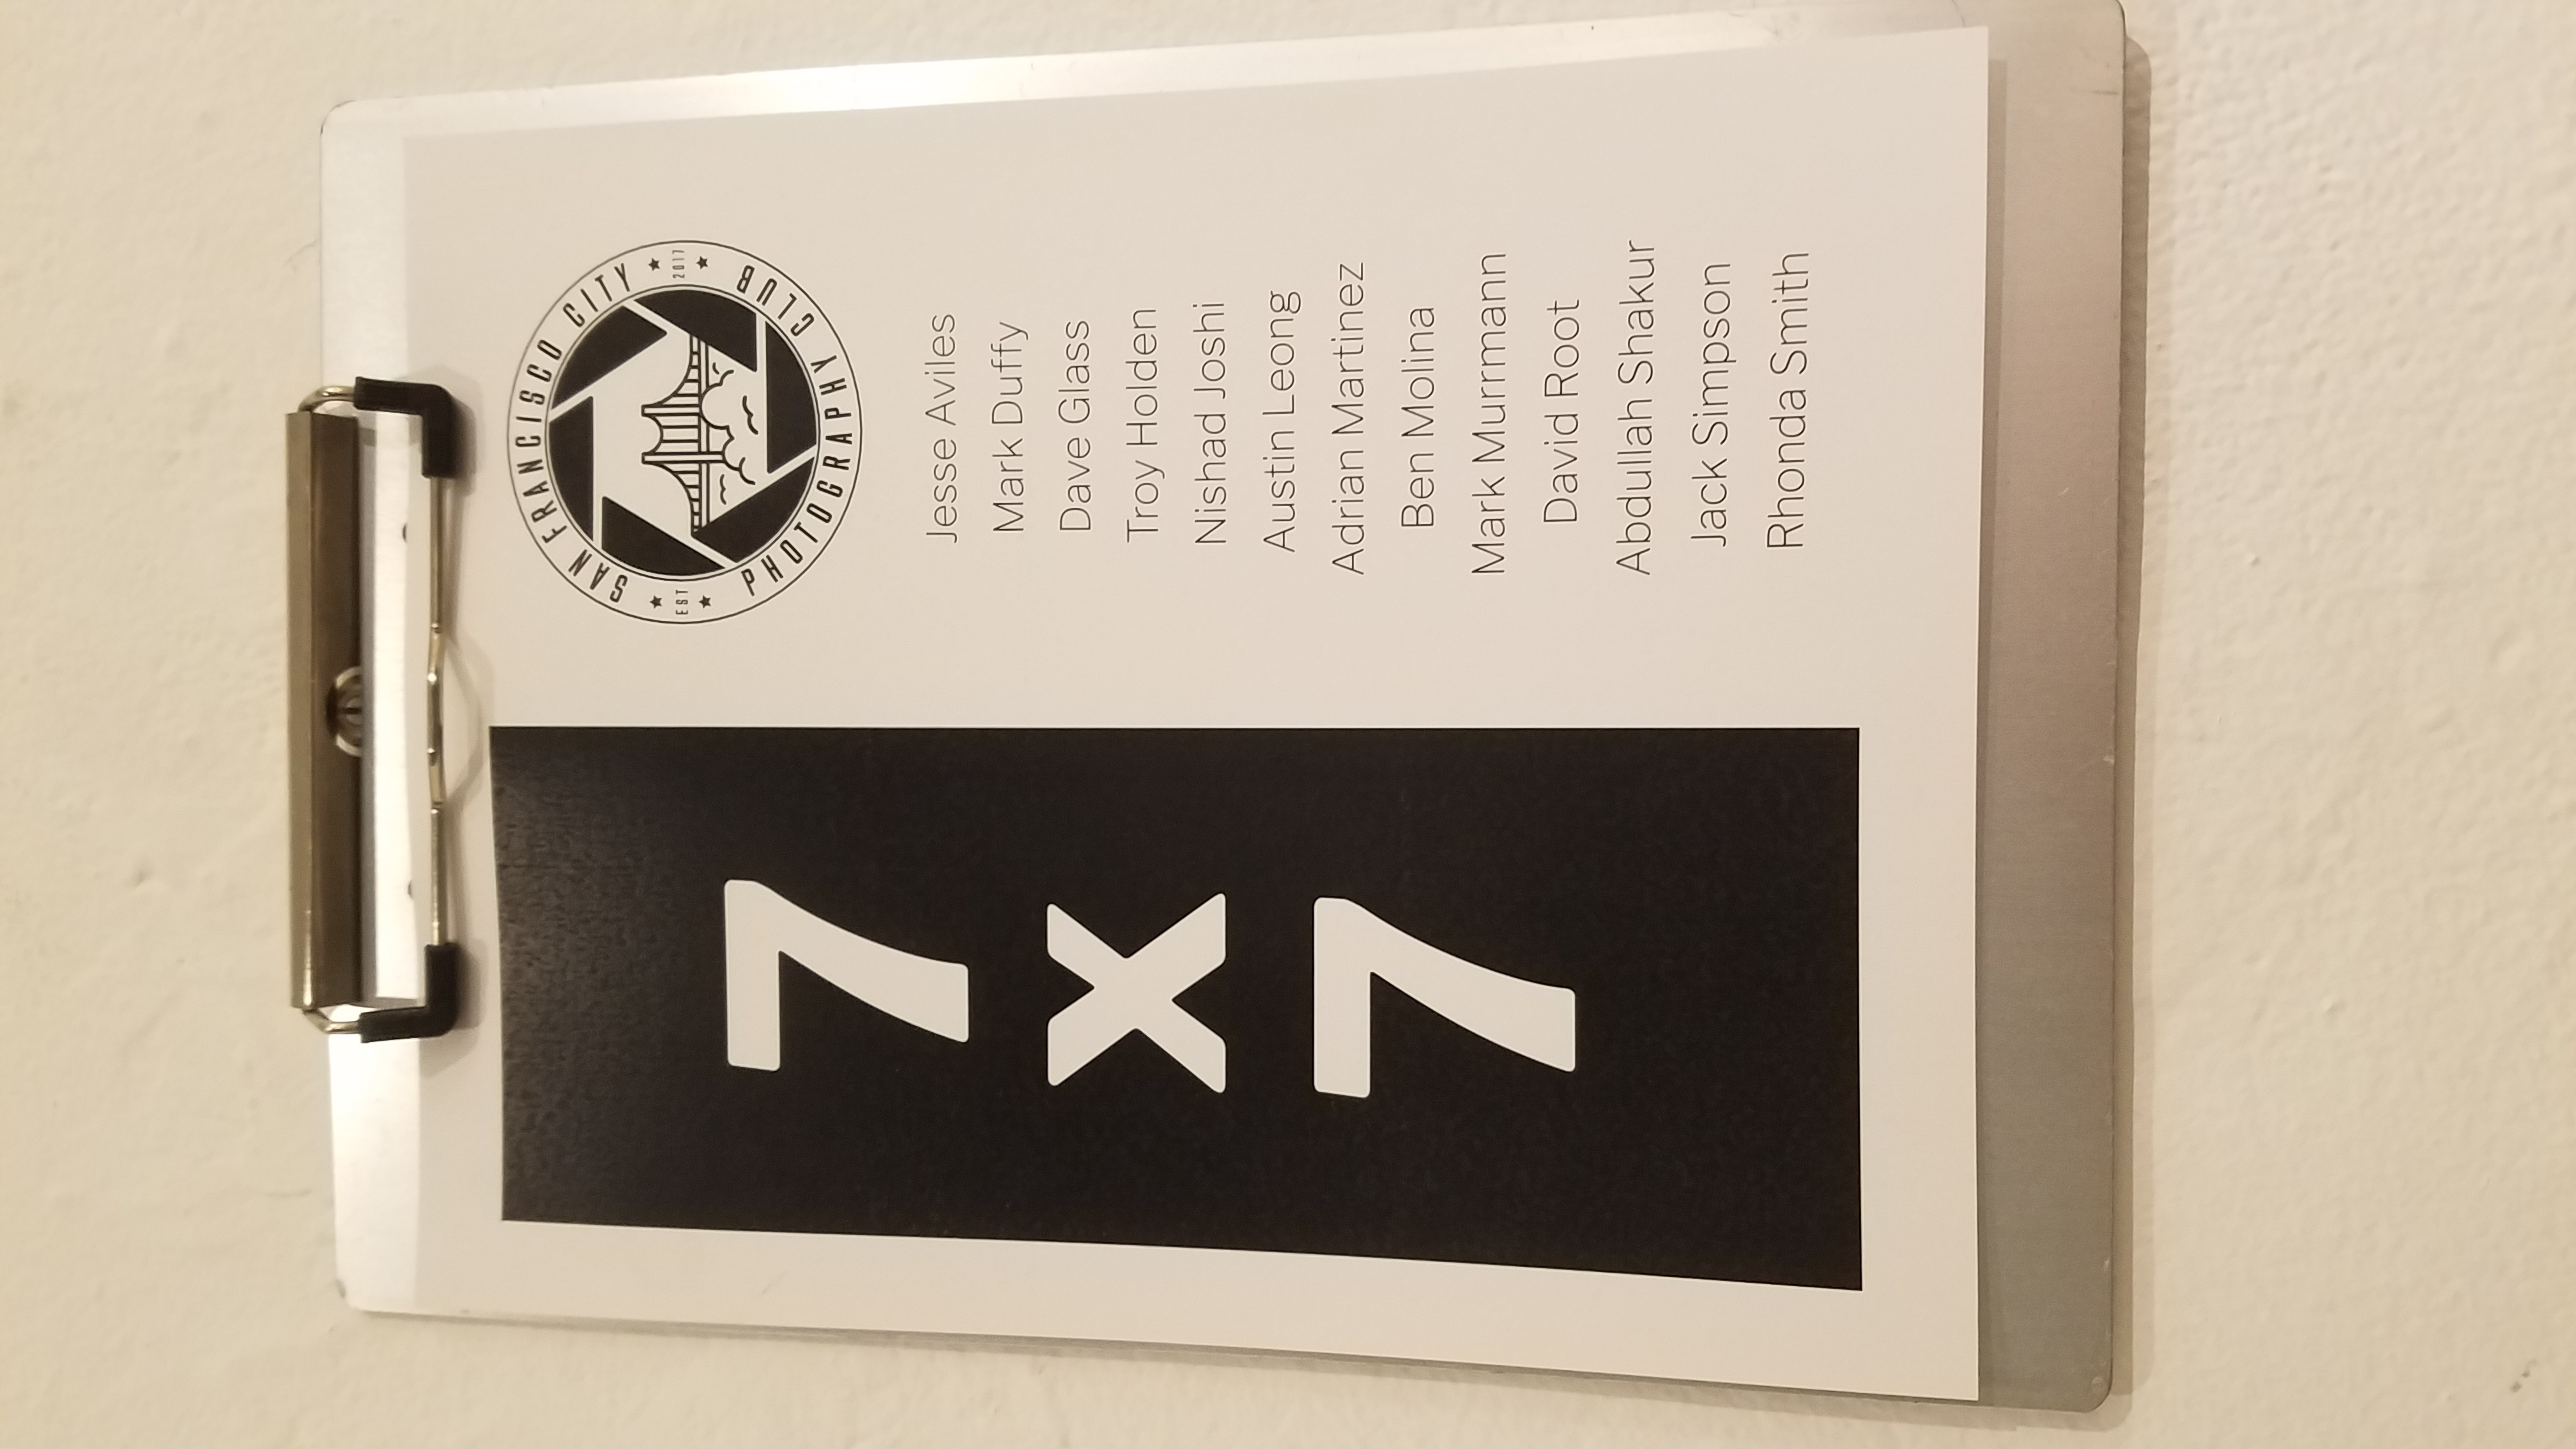 7
x
7
SAN FRANCISCO CITY
EST
2017
PHOTOGRAPHY CLUB
Jesse Aviles
Mark Duffy
Dave Glass
Troy Holden
Nishad Joshi
Austin Leong
Adrian Martinez
Ben Molina
Mark Murrmann
David Root
Abdullah Shakur
Jack Simpson
Rhonda Smith